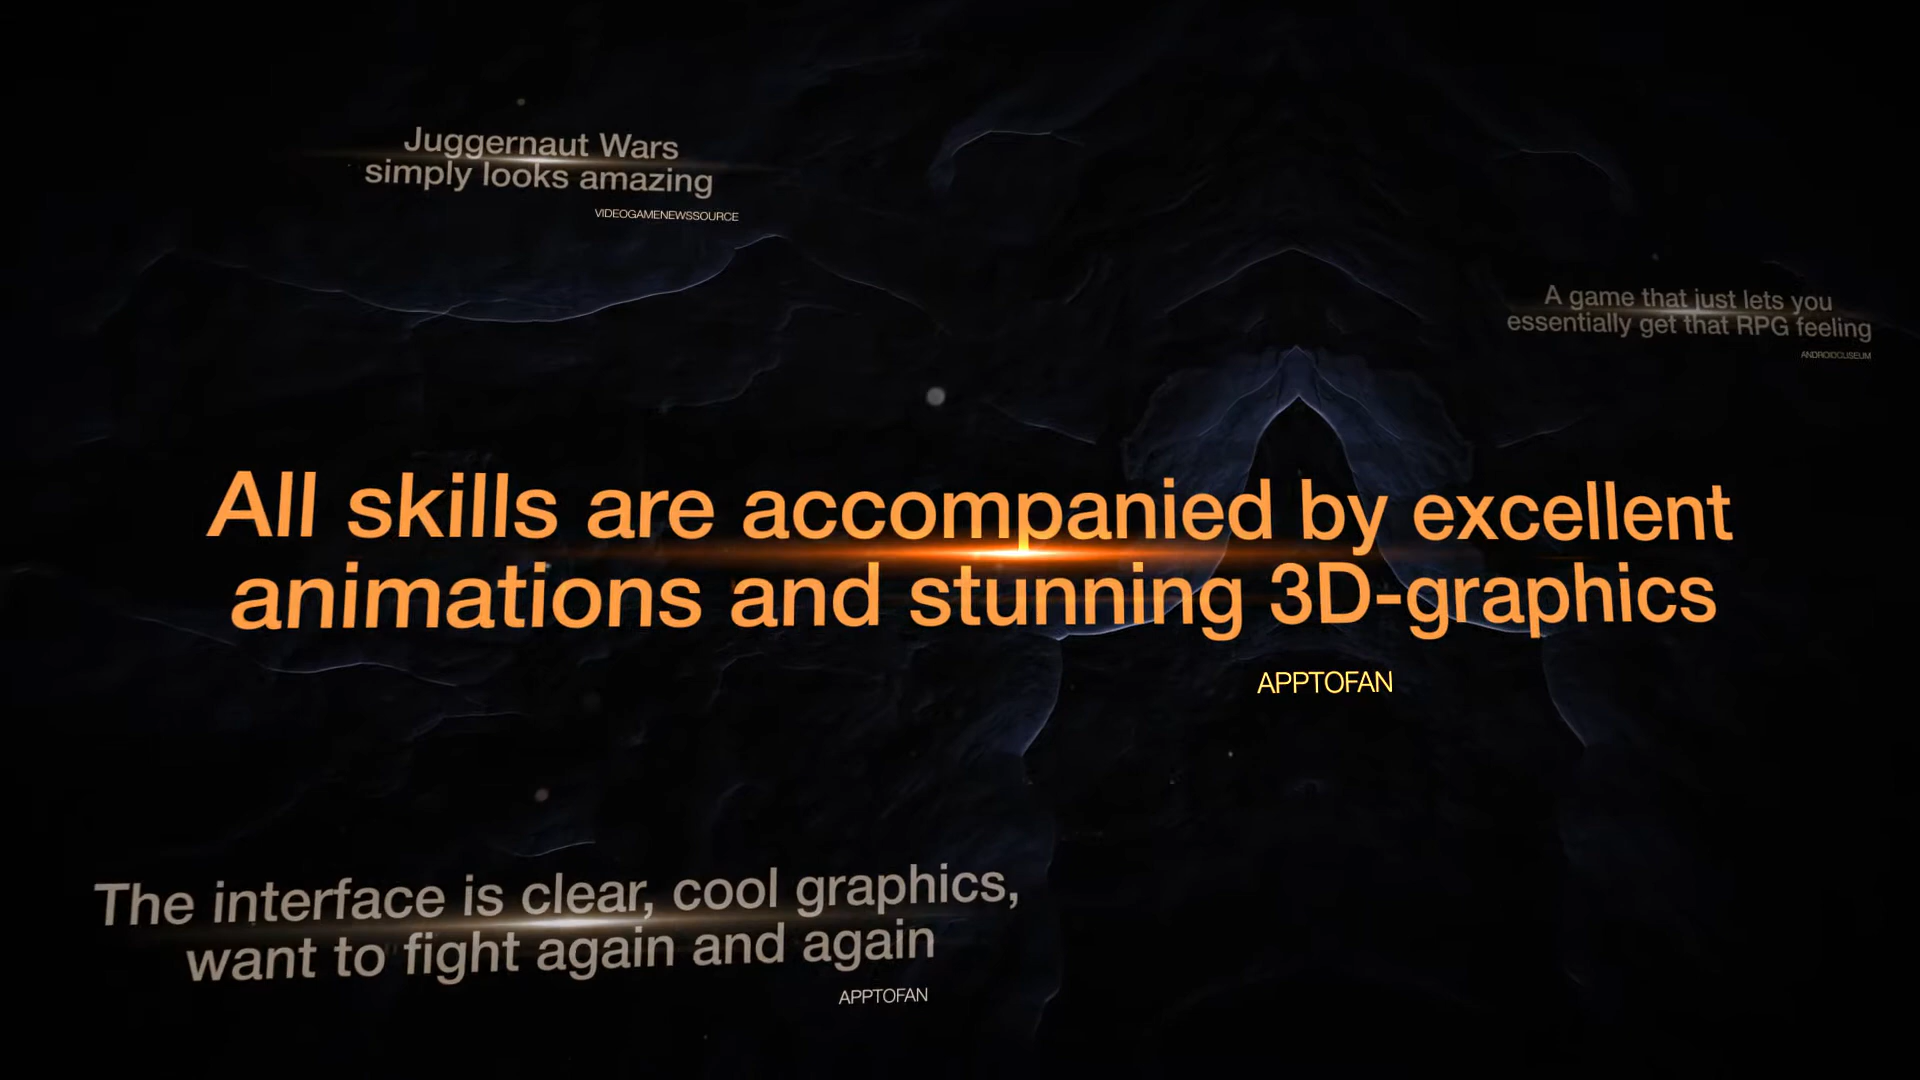 Juggernaut Wars
simply looks amazing
VIDEOGAMENEWSSOURCE
A game that just lets you
essentially get that RPG feeling
ANDROIDCLISEUM
All skills are accompanied by excellent
animations and stunning 3D-graphics
APPTOFAN
The interface is clear, cool graphics,
want to fight again and again
APPTOFAN